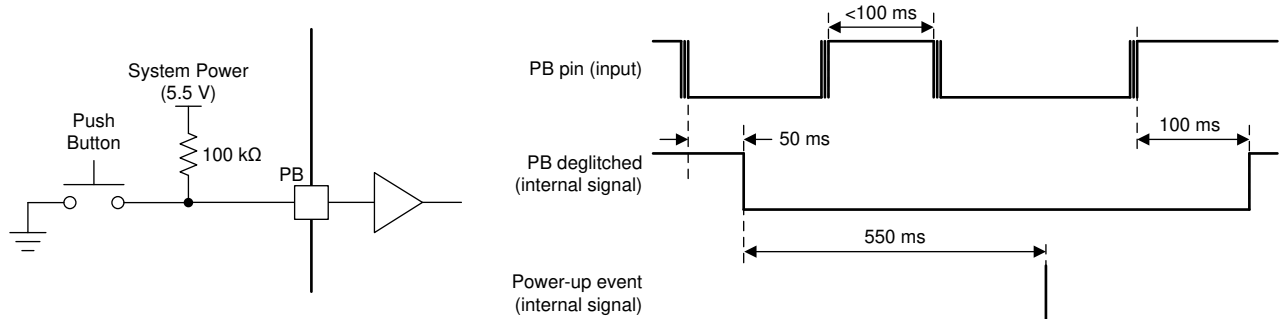 System Power
(5.5 V)
Push
Button
100 kΩ
PB
<100 ms
PB pin (input)
50 ms
100 ms
PB deglitched
(internal signal)
550 ms
Power-up event
(internal signal)